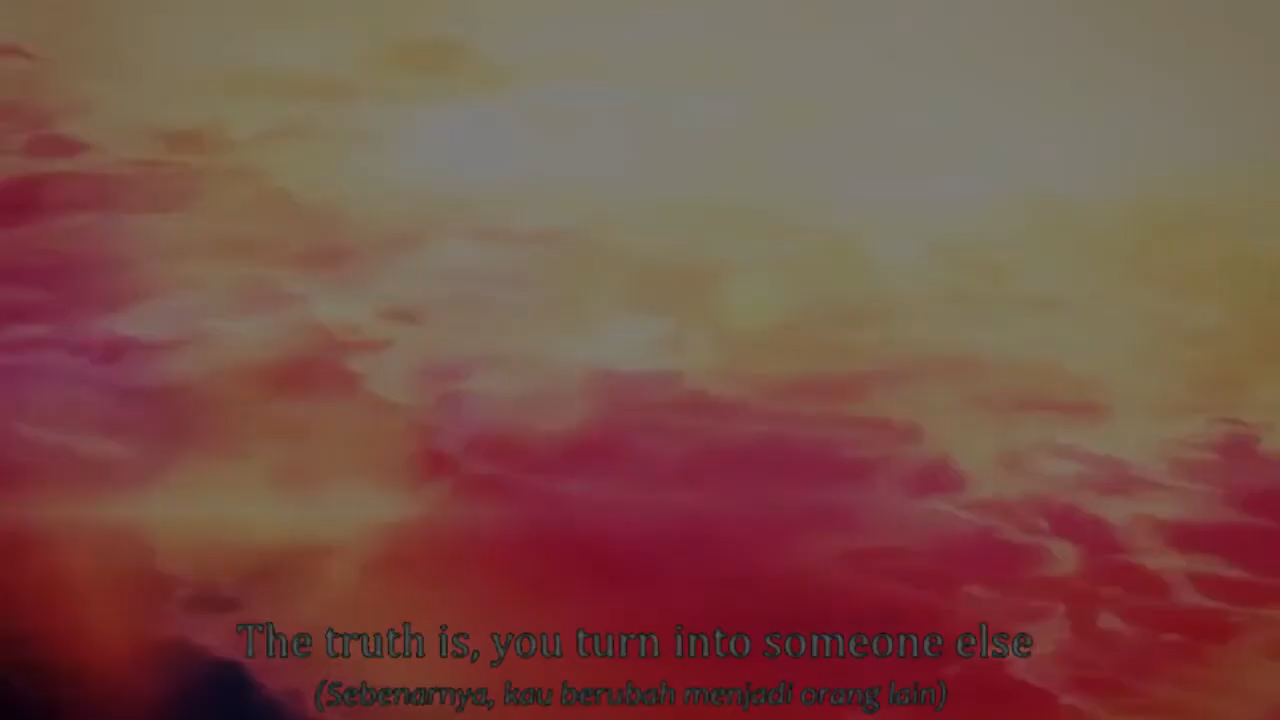 The truth is, you turn into someone else
(Sebenarnya, kau berubah menjadi orang lain)